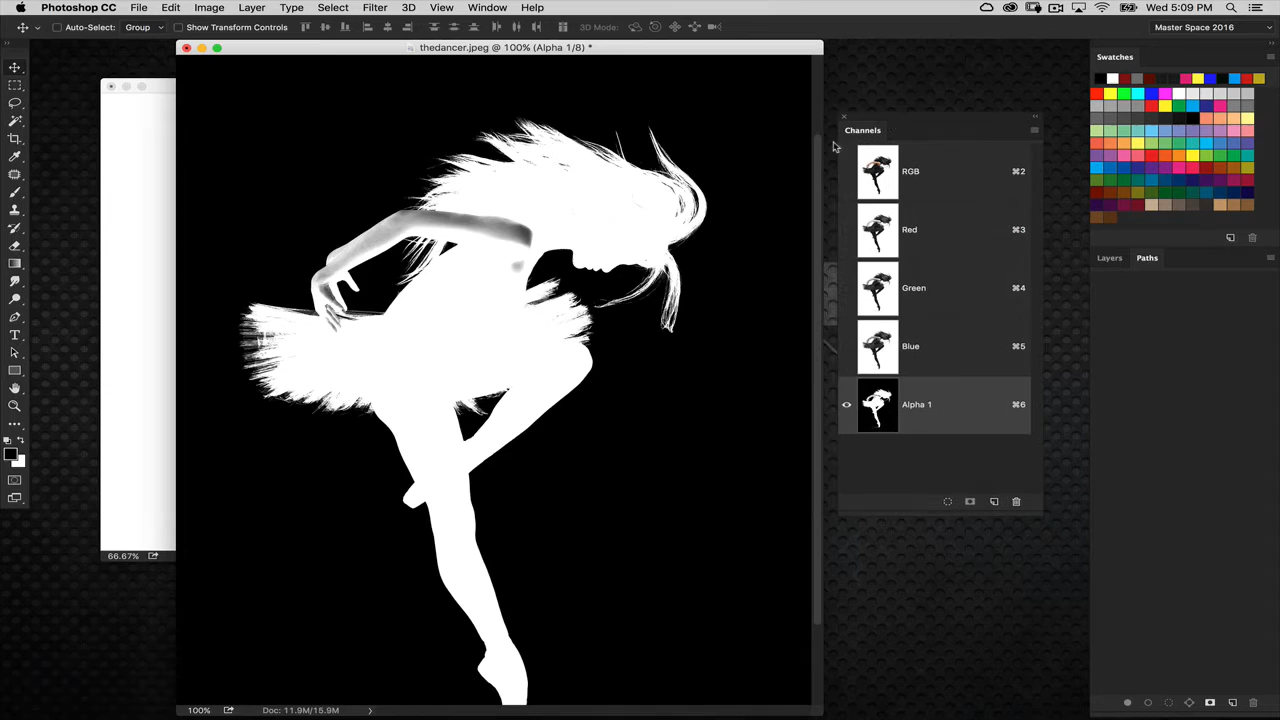 Photoshop CC File Edit Image Layer Type Select Filter 3D View Window Help Wed 5:09 PM
Auto-Select: Group Show Transform Controls 3D Mode: Master Space 2016
thedancer.jpeg @ 100% (Alpha 1/8) *
Swatches
Channels
RGB ⌘2
Red ⌘3
Layers Paths
Green ⌘4
Blue ⌘5
Alpha 1 ⌘6
66.67%
100% Doc: 11.9M/15.9M